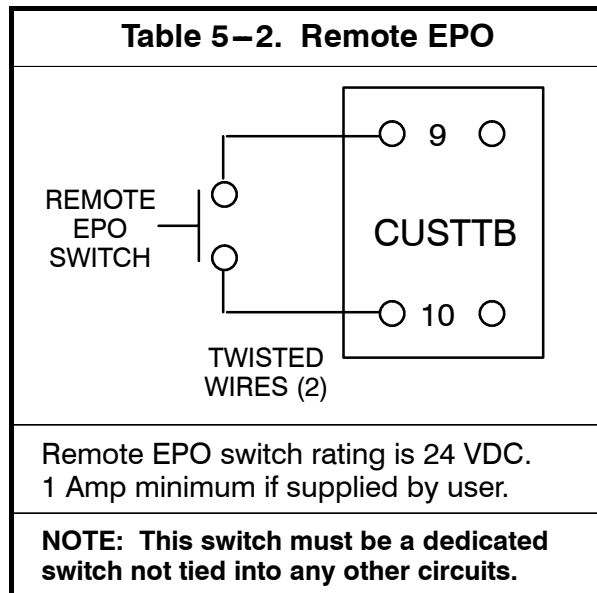 Table 5–2. Remote EPO
9
REMOTE
EPO
SWITCH
CUSTTB
10
TWISTED
WIRES (2)
Remote EPO switch rating is 24 VDC.
1 Amp minimum if supplied by user.
NOTE: This switch must be a dedicated
switch not tied into any other circuits.